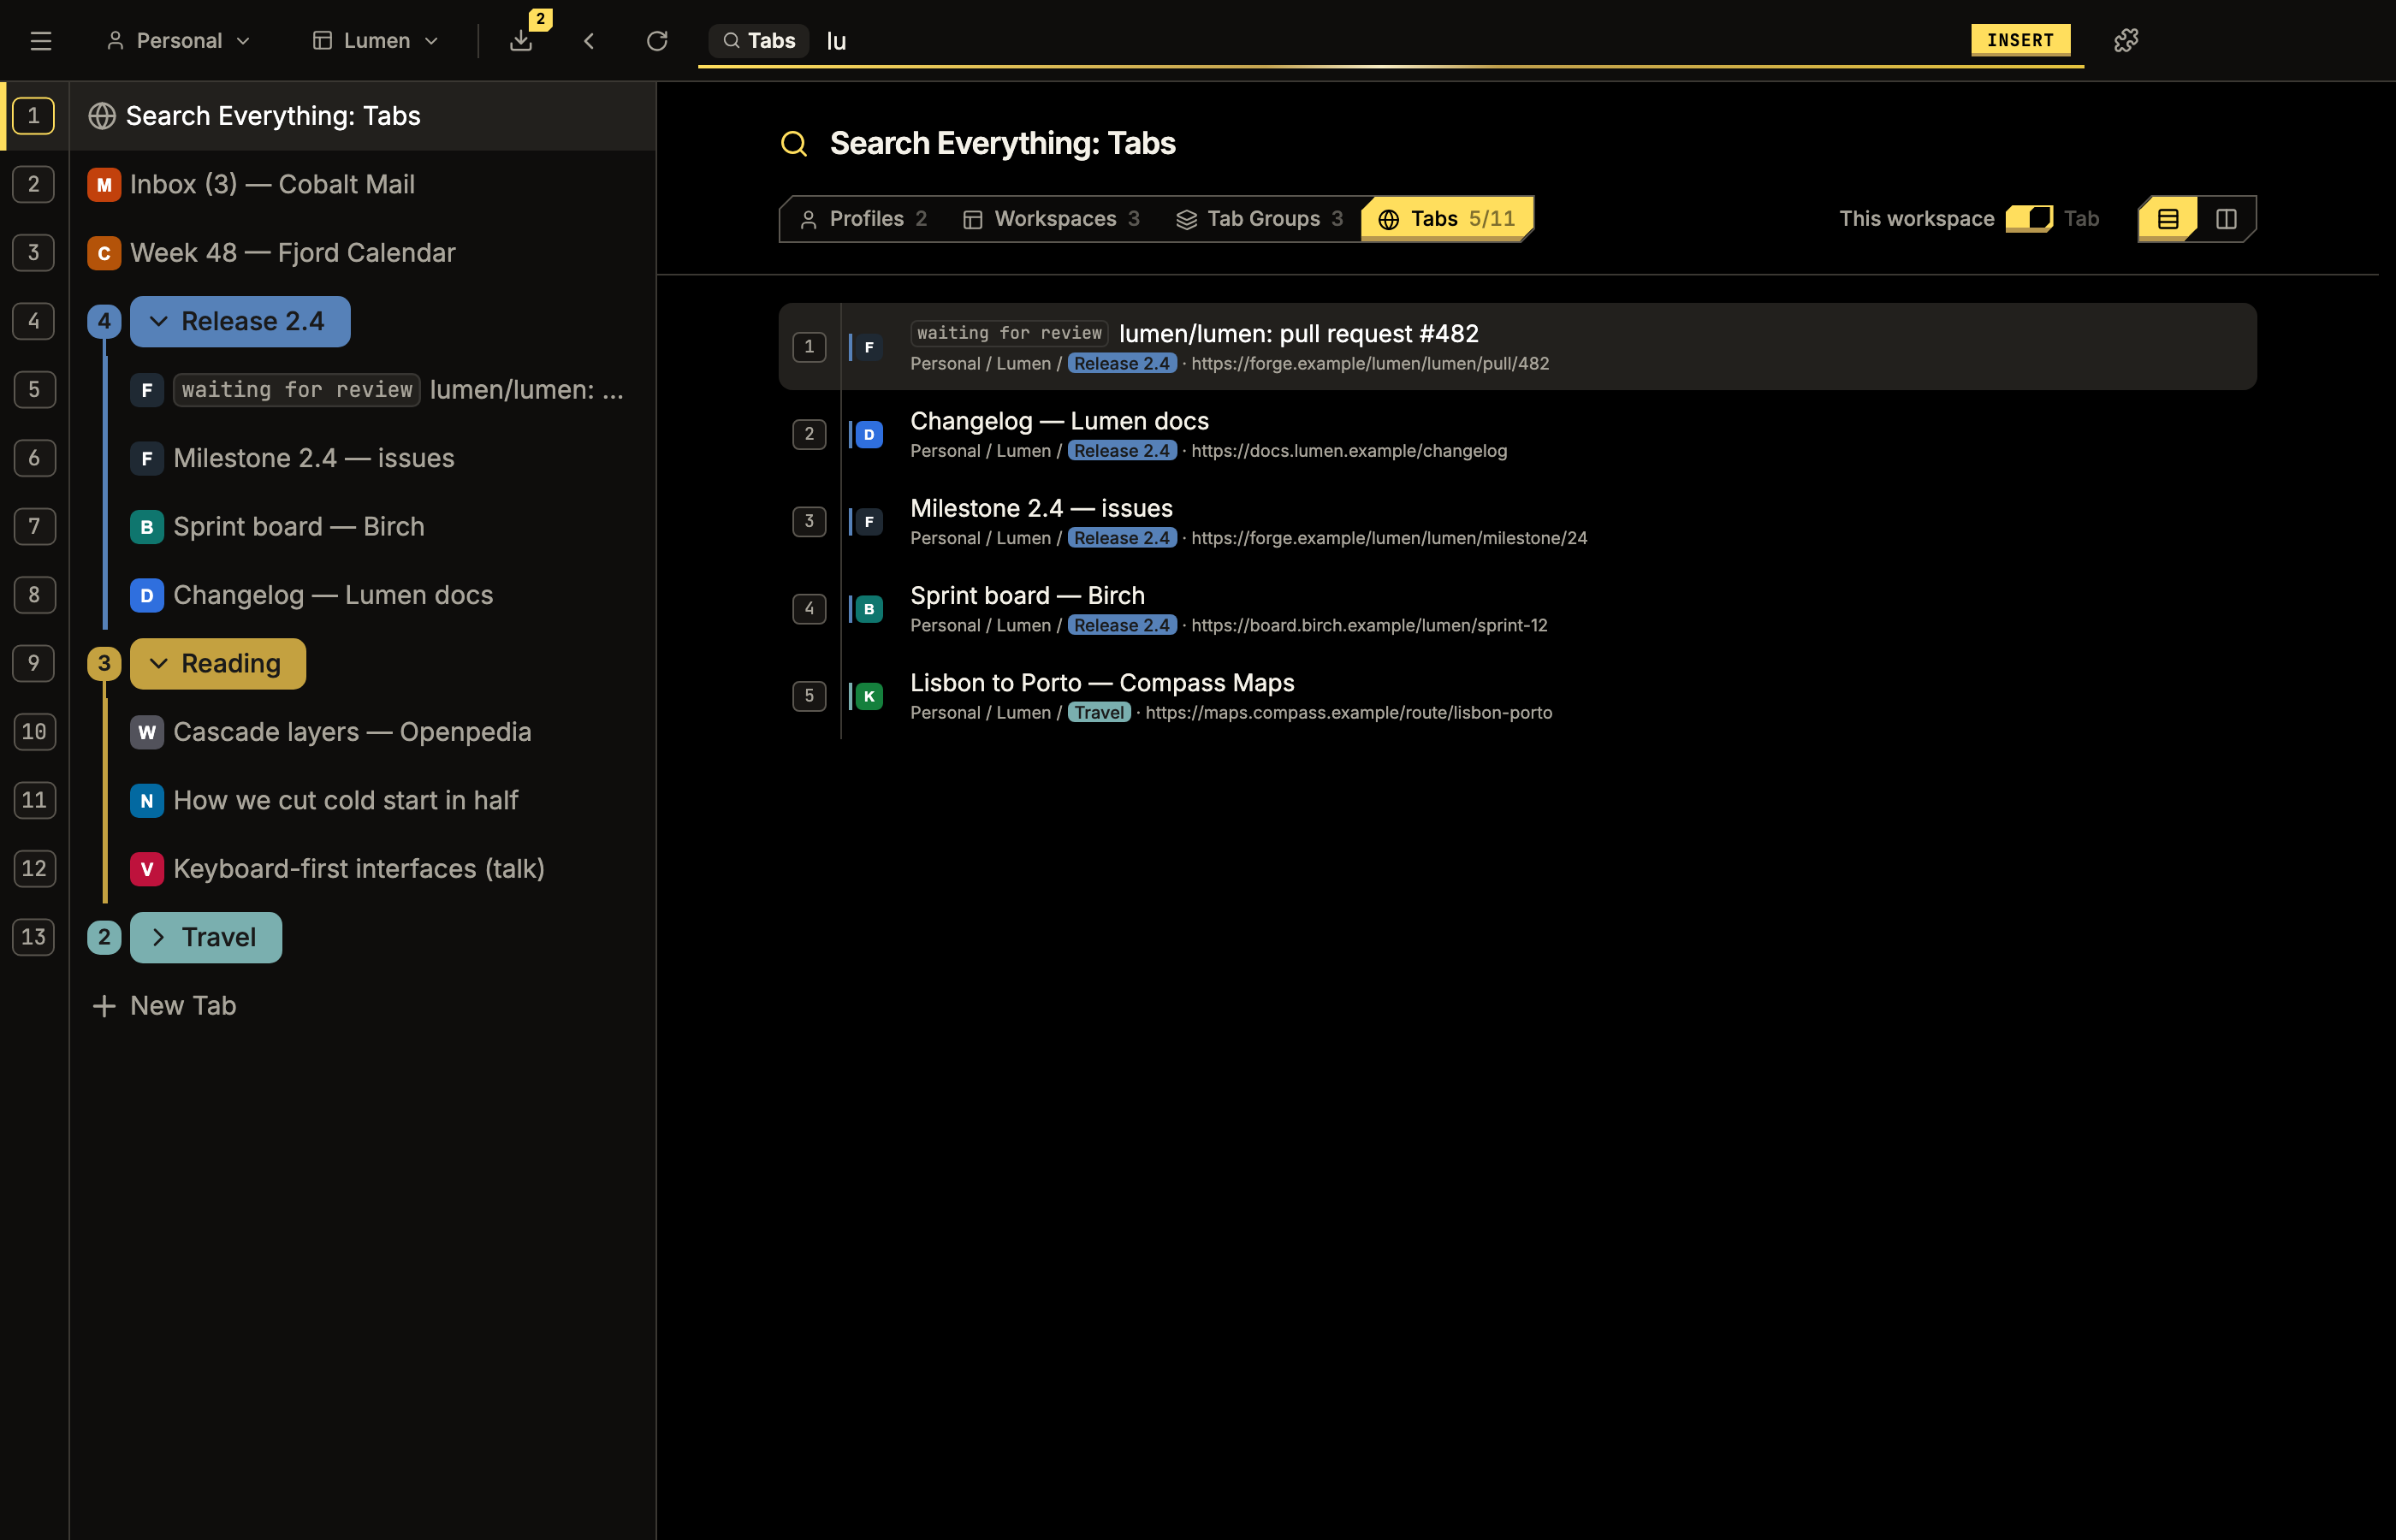 Personal
Lumen
2
Tabs
lu
INSERT
1
Search Everything: Tabs
2
M
Inbox (3) — Cobalt Mail
3
C
Week 48 — Fjord Calendar
4
4
Release 2.4
5
F
waiting for review
lumen/lumen: ...
6
F
Milestone 2.4 — issues
7
B
Sprint board — Birch
8
D
Changelog — Lumen docs
9
3
Reading
10
W
Cascade layers — Openpedia
11
N
How we cut cold start in half
12
V
Keyboard-first interfaces (talk)
13
2
Travel
New Tab
Search Everything: Tabs
Profiles 2
Workspaces 3
Tab Groups 3
Tabs 5/11
This workspace
Tab
1
F
waiting for review lumen/lumen: pull request #482
Personal / Lumen / Release 2.4 · https://forge.example/lumen/lumen/pull/482
2
D
Changelog — Lumen docs
Personal / Lumen / Release 2.4 · https://docs.lumen.example/changelog
3
F
Milestone 2.4 — issues
Personal / Lumen / Release 2.4 · https://forge.example/lumen/lumen/milestone/24
4
B
Sprint board — Birch
Personal / Lumen / Release 2.4 · https://board.birch.example/lumen/sprint-12
5
K
Lisbon to Porto — Compass Maps
Personal / Lumen / Travel · https://maps.compass.example/route/lisbon-porto